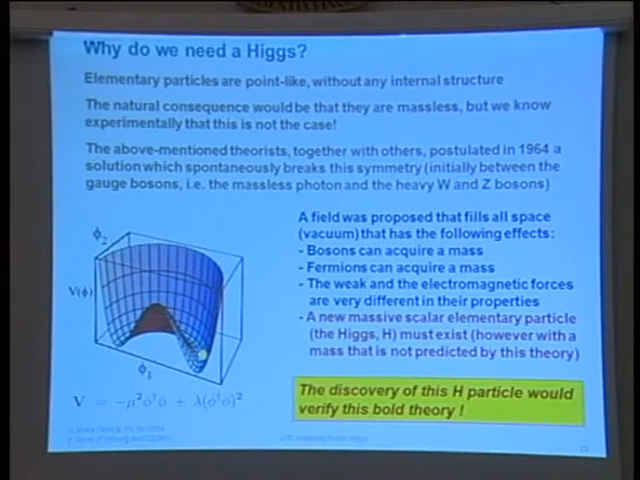 Why do we need a Higgs?
Elementary particles are point-like, without any internal structure
The natural consequence would be that they are massless, but we know
experimentally that this is not the case!
The above-mentioned theorists, together with others, postulated in 1964 a
solution which spontaneously breaks this symmetry (initially between the
gauge bosons, i.e. the massless photon and the heavy W and Z bosons)
A field was proposed that fills all space
(vacuum) that has the following effects:
- Bosons can acquire a mass
- Fermions can acquire a mass
- The weak and the electromagnetic forces
are very different in their properties
- A new massive scalar elementary particle
(the Higgs, H) must exist (however with a
mass that is not predicted by this theory)
ϕ2
V(ϕ)
ϕ1
V = −μ²ϕ†ϕ + λ(ϕ†ϕ)²
The discovery of this H particle would
verify this bold theory !